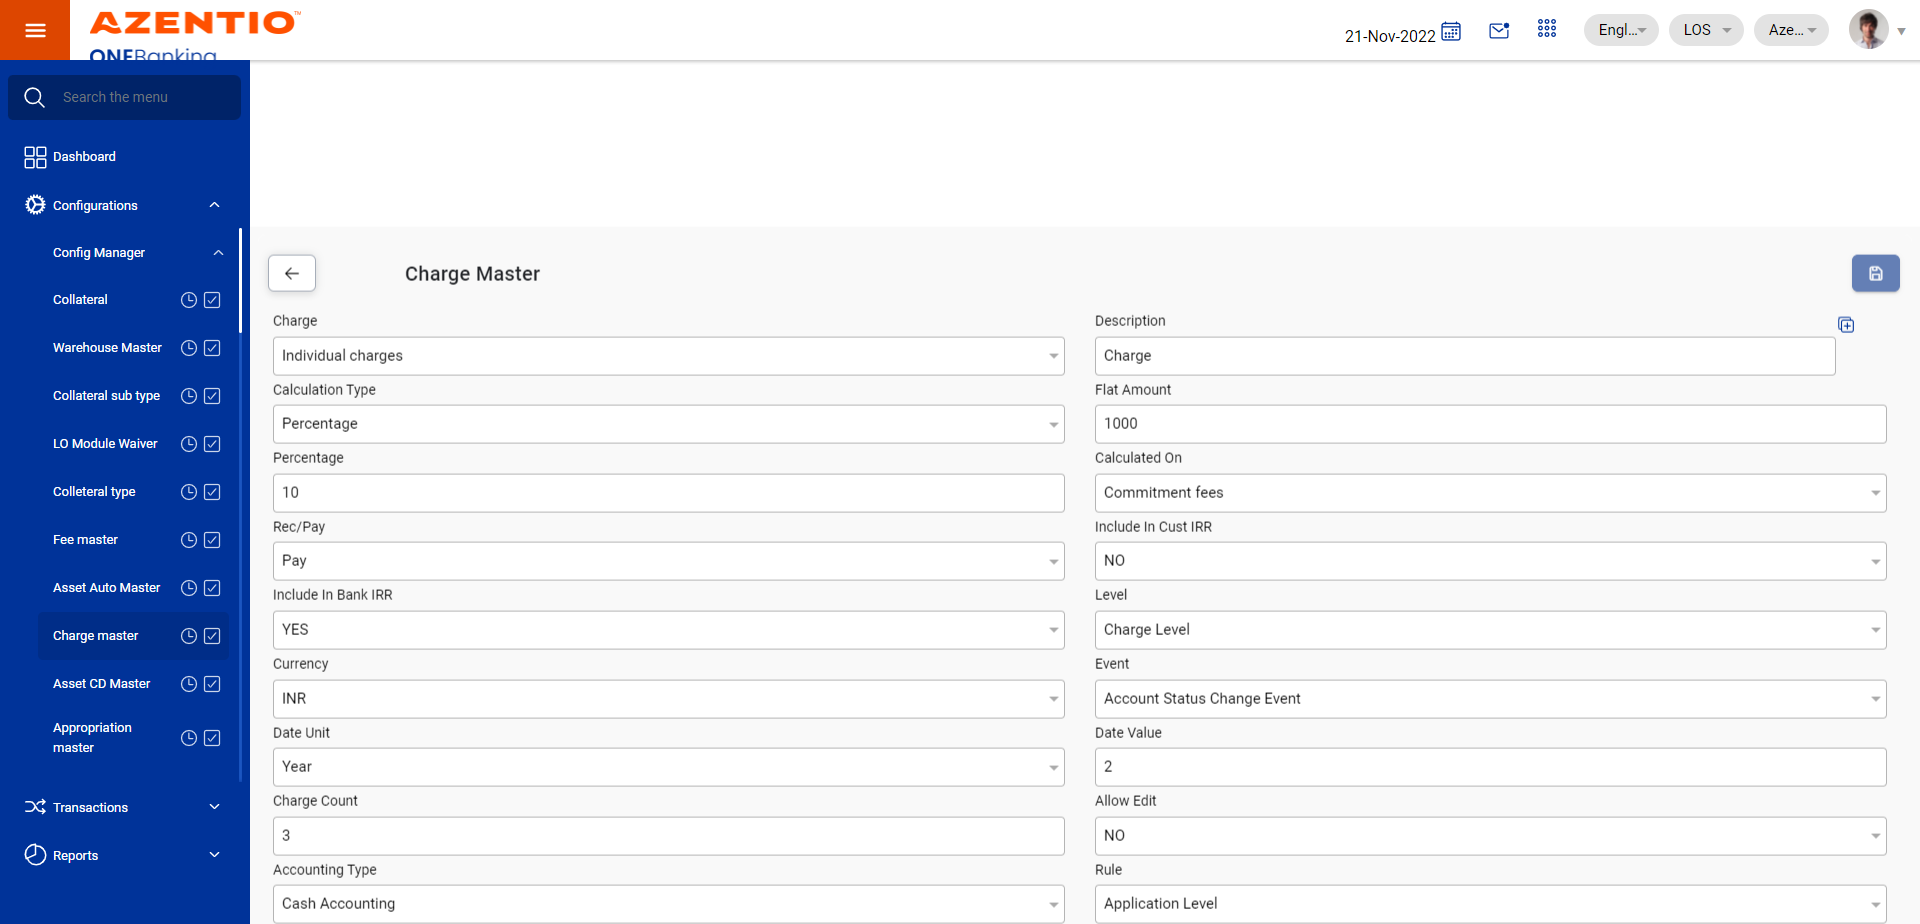 AZENTIO™
ONEBanking
21-Nov-2022
Engl...
LOS
Aze...
Search the menu
Dashboard
Configurations
Config Manager
Collateral
Warehouse Master
Collateral sub type
LO Module Waiver
Colleteral type
Fee master
Asset Auto Master
Charge master
Asset CD Master
Appropriation
master
Transactions
Reports
Charge Master
Charge
Individual charges
Description
Charge
Calculation Type
Percentage
Flat Amount
1000
Percentage
10
Calculated On
Commitment fees
Rec/Pay
Pay
Include In Cust IRR
NO
Include In Bank IRR
YES
Level
Charge Level
Currency
INR
Event
Account Status Change Event
Date Unit
Year
Date Value
2
Charge Count
3
Allow Edit
NO
Accounting Type
Cash Accounting
Rule
Application Level